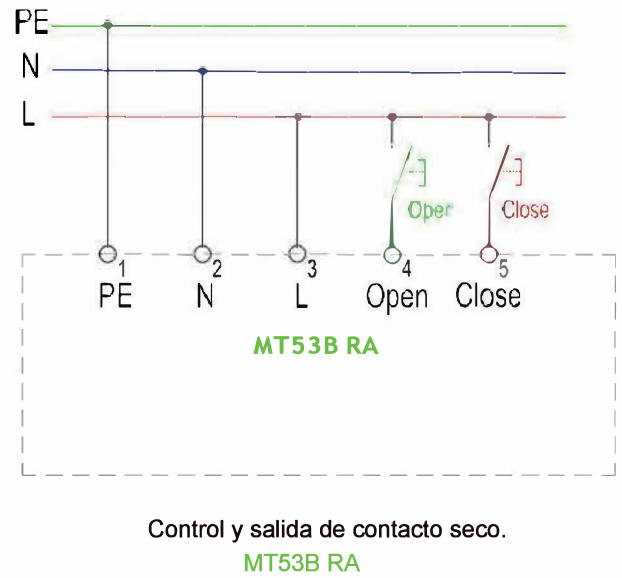 PE
N
L
Oper Close
1 2 3 4 5
PE N L Open Close
MT53B RA
Control y salida de contacto seco.
MT53B RA